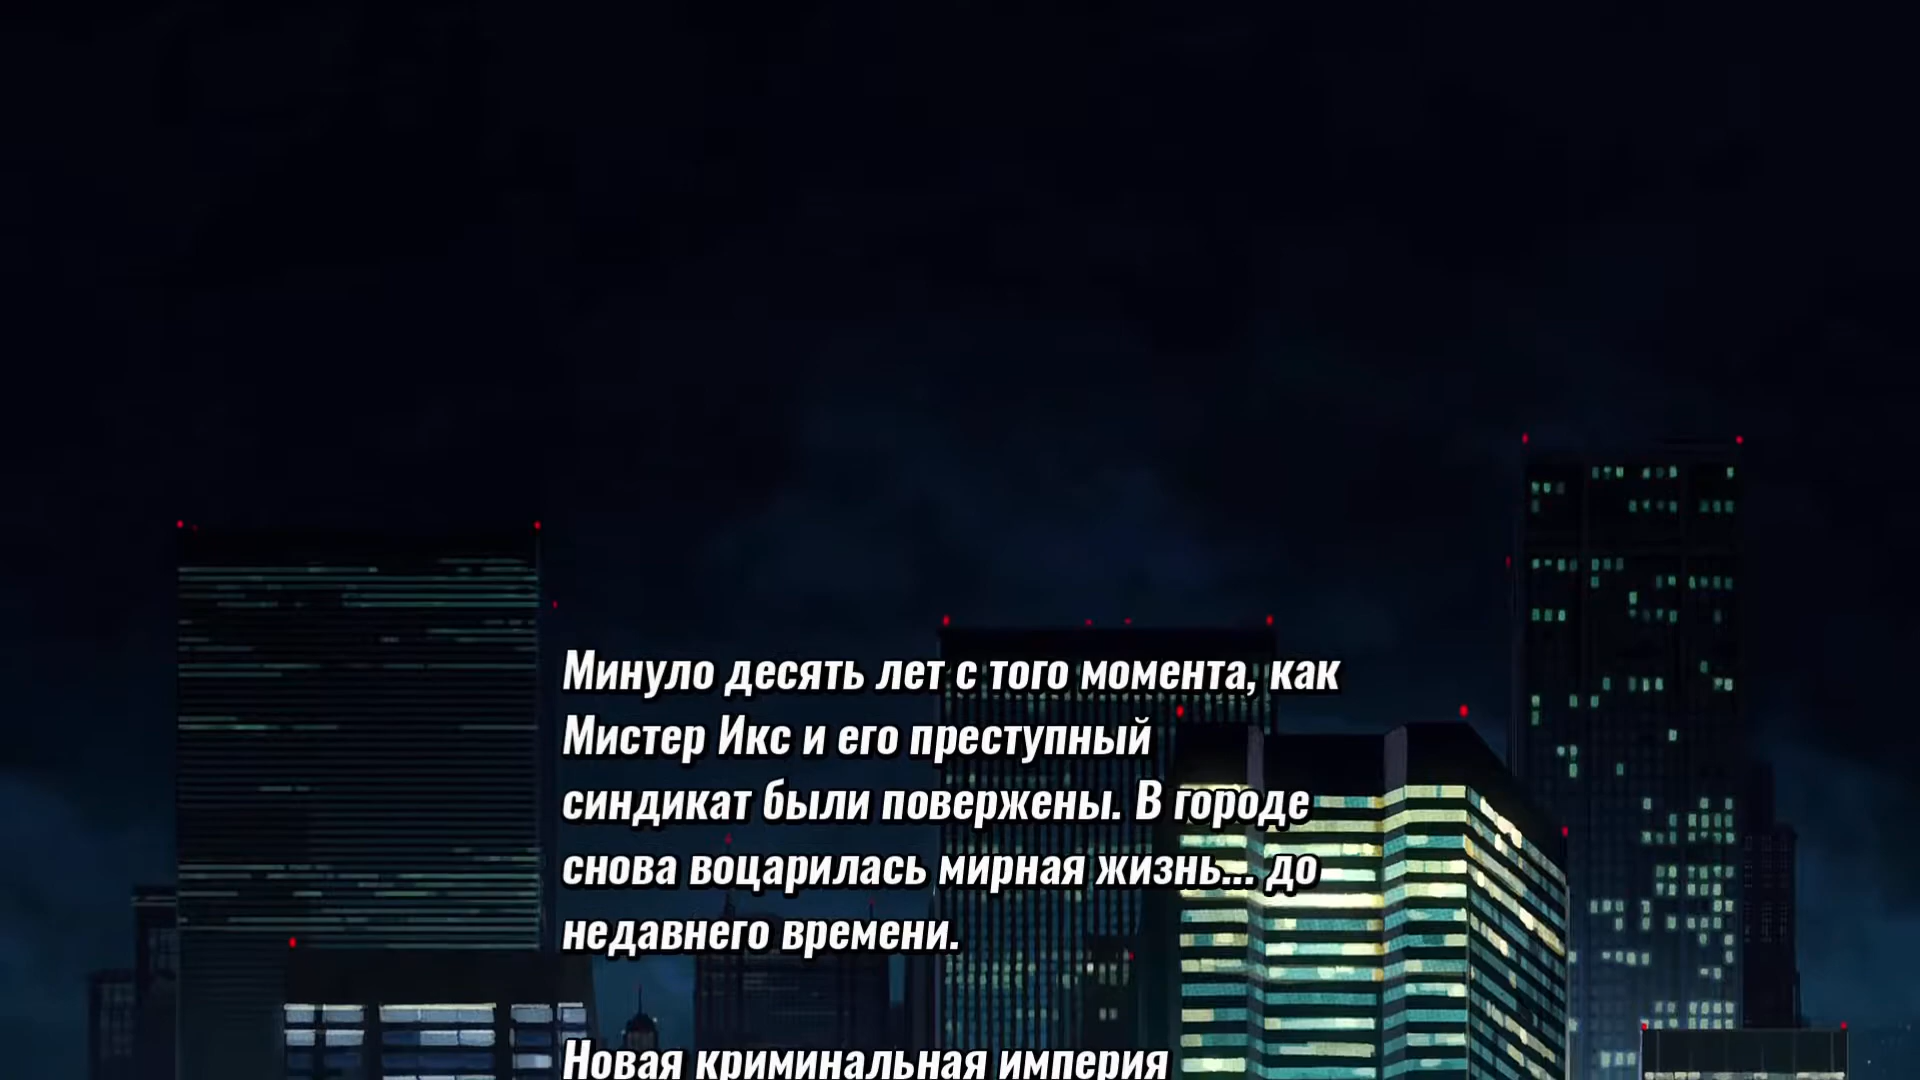 Минуло десять лет с того момента, как
Мистер Икс и его преступный
синдикат были повержены. В городе
снова воцарилась мирная жизнь... до
недавнего времени.
Новая криминальная империя